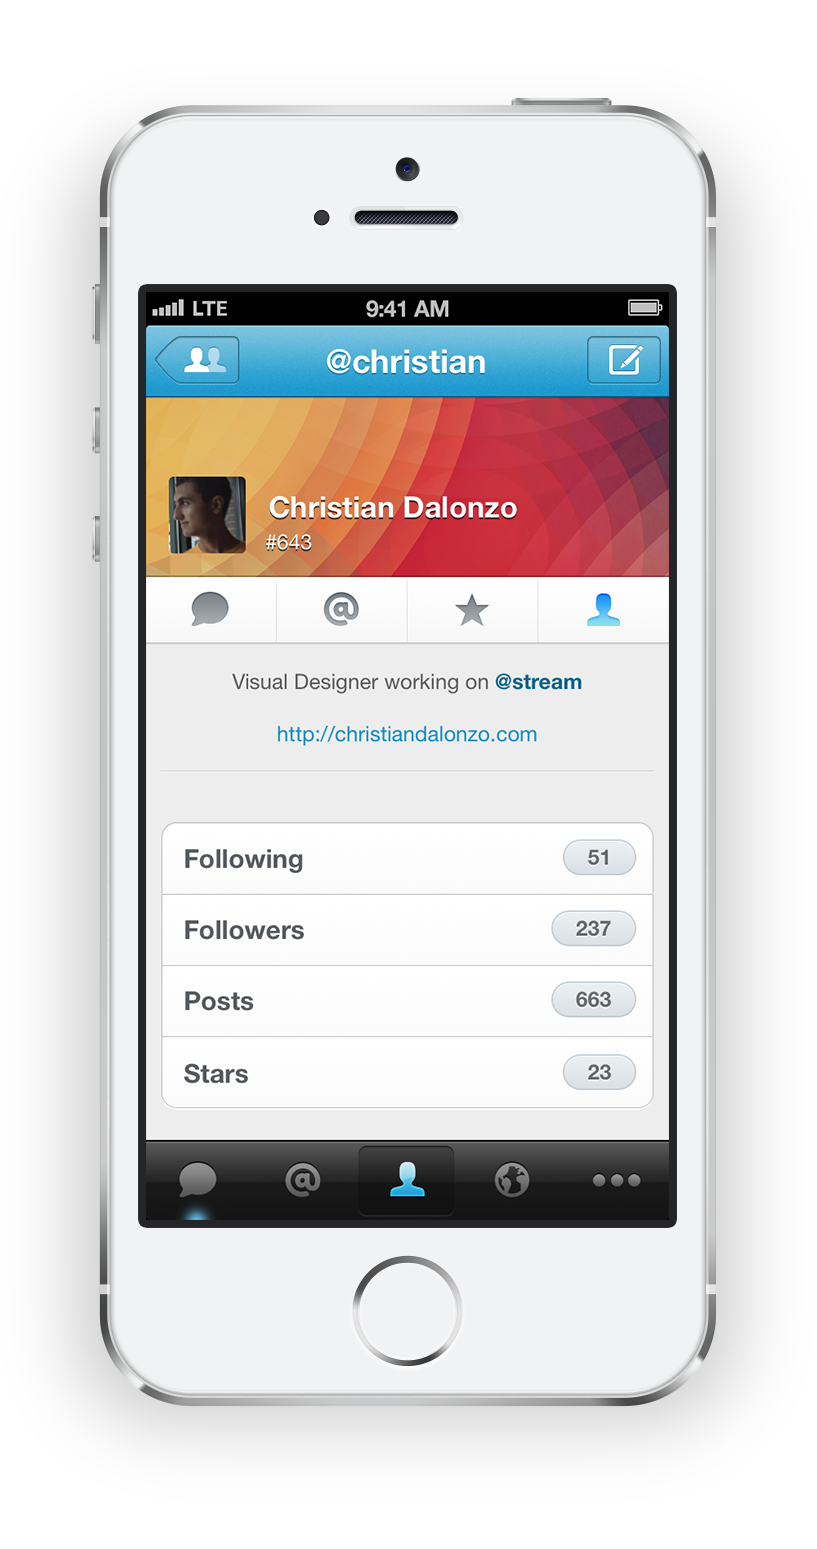 LTE 9:41 AM
@christian
Christian Dalonzo
#643
@
Visual Designer working on @stream
http://christiandalonzo.com
Following 51
Followers 237
Posts 663
Stars 23
@